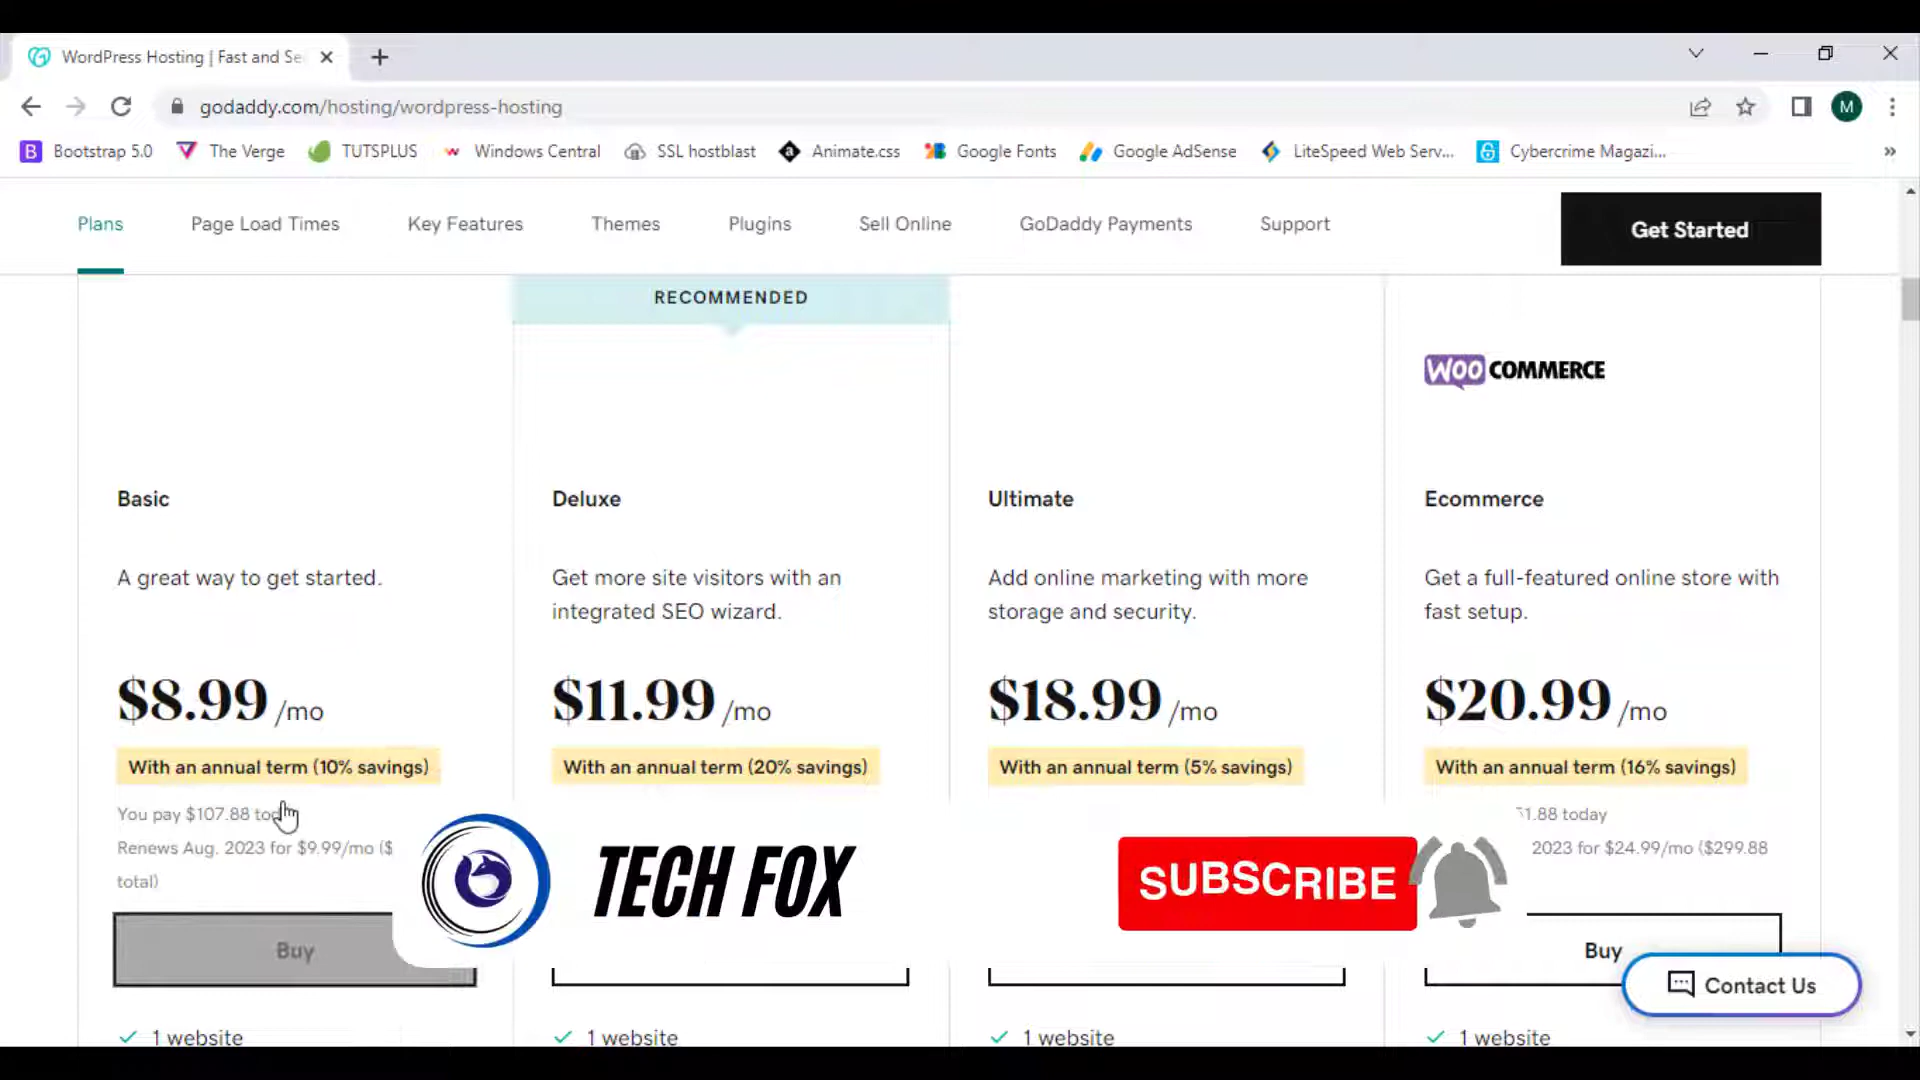 WordPress Hosting | Fast and Se
godaddy.com/hosting/wordpress-hosting
M
B Bootstrap 5.0
The Verge
TUTSPLUS
w Windows Central
SSL hostblast
a Animate.css
Google Fonts
Google AdSense
LiteSpeed Web Serv...
Cybercrime Magazi...
»
Plans
Page Load Times
Key Features
Themes
Plugins
Sell Online
GoDaddy Payments
Support
Get Started
RECOMMENDED
WOO COMMERCE
Basic
A great way to get started.
$8.99 /mo
With an annual term (10% savings)
You pay $107.88
Renews Aug. 2023 for $9.99/mo ($
total)
Buy
1 website
Deluxe
Get more site visitors with an
integrated SEO wizard.
$11.99 /mo
With an annual term (20% savings)
1 website
Ultimate
Add online marketing with more
storage and security.
$18.99 /mo
With an annual term (5% savings)
1 website
Ecommerce
Get a full-featured online store with
fast setup.
$20.99 /mo
With an annual term (16% savings)
1.88 today
2023 for $24.99/mo ($299.88
Buy
1 website
TECH FOX
SUBSCRIBE
Contact Us